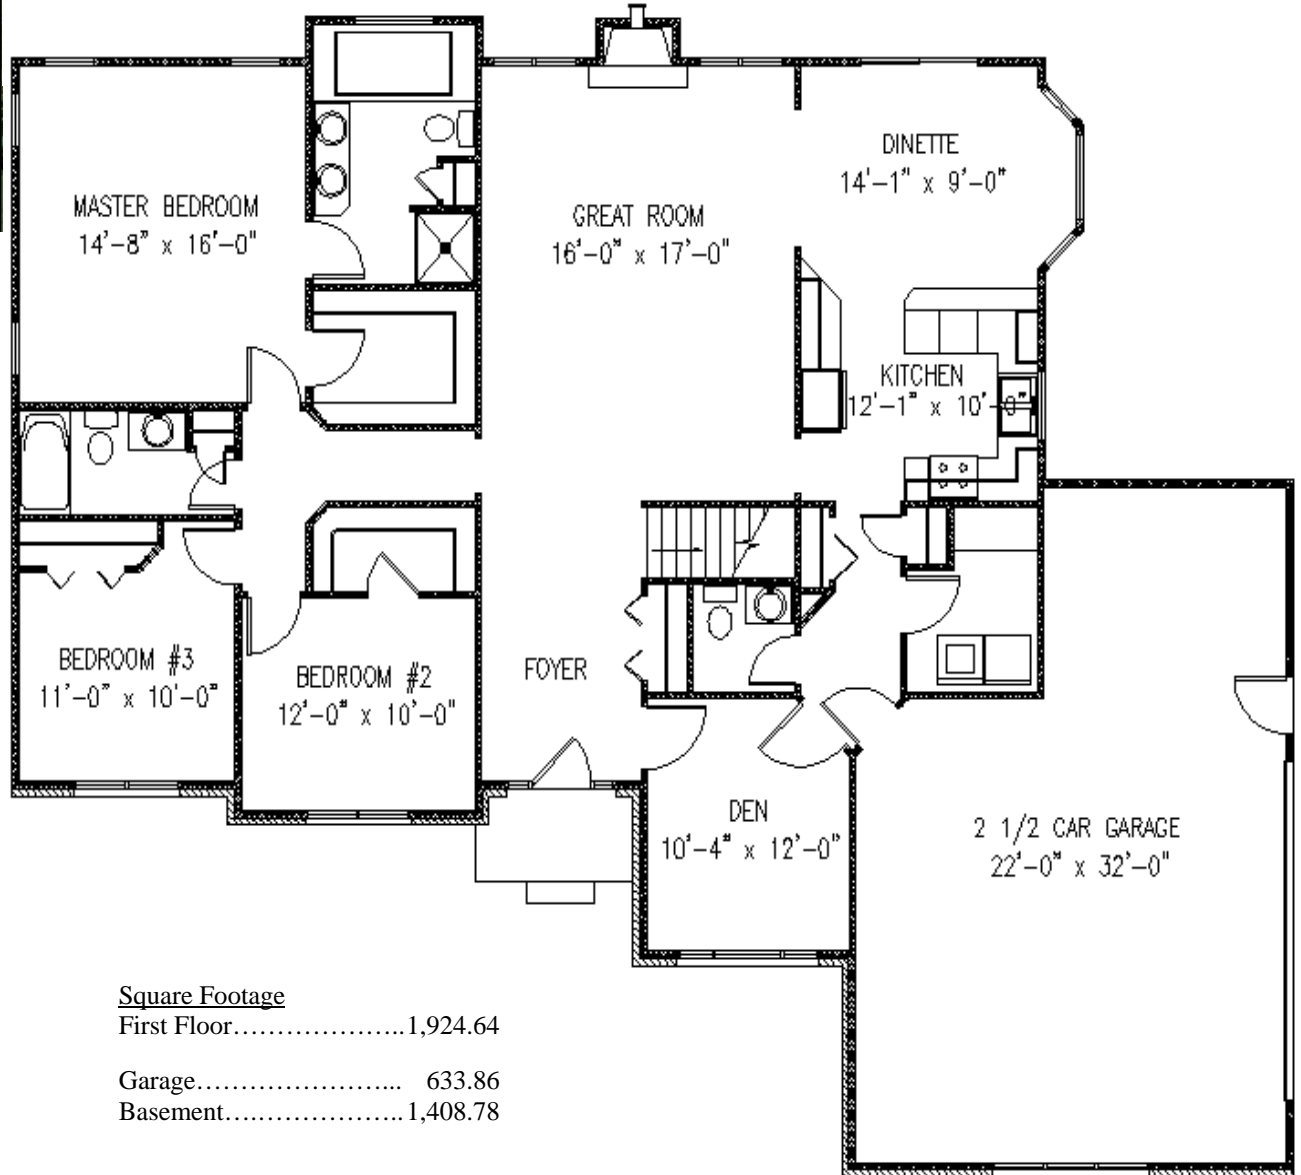 DINETTE
14'-1" x 9'-0"
MASTER BEDROOM
14'-8" x 16'-0"
GREAT ROOM
16'-0" x 17'-0"
KITCHEN
12'-1" x 10'-0"
BEDROOM #3
11'-0" x 10'-0"
BEDROOM #2
12'-0" x 10'-0"
FOYER
DEN
10'-4" x 12'-0"
2 1/2 CAR GARAGE
22'-0" x 32'-0"
Square Footage
First Floor………………..1,924.64
Garage…………………... 633.86
Basement….……………..1,408.78